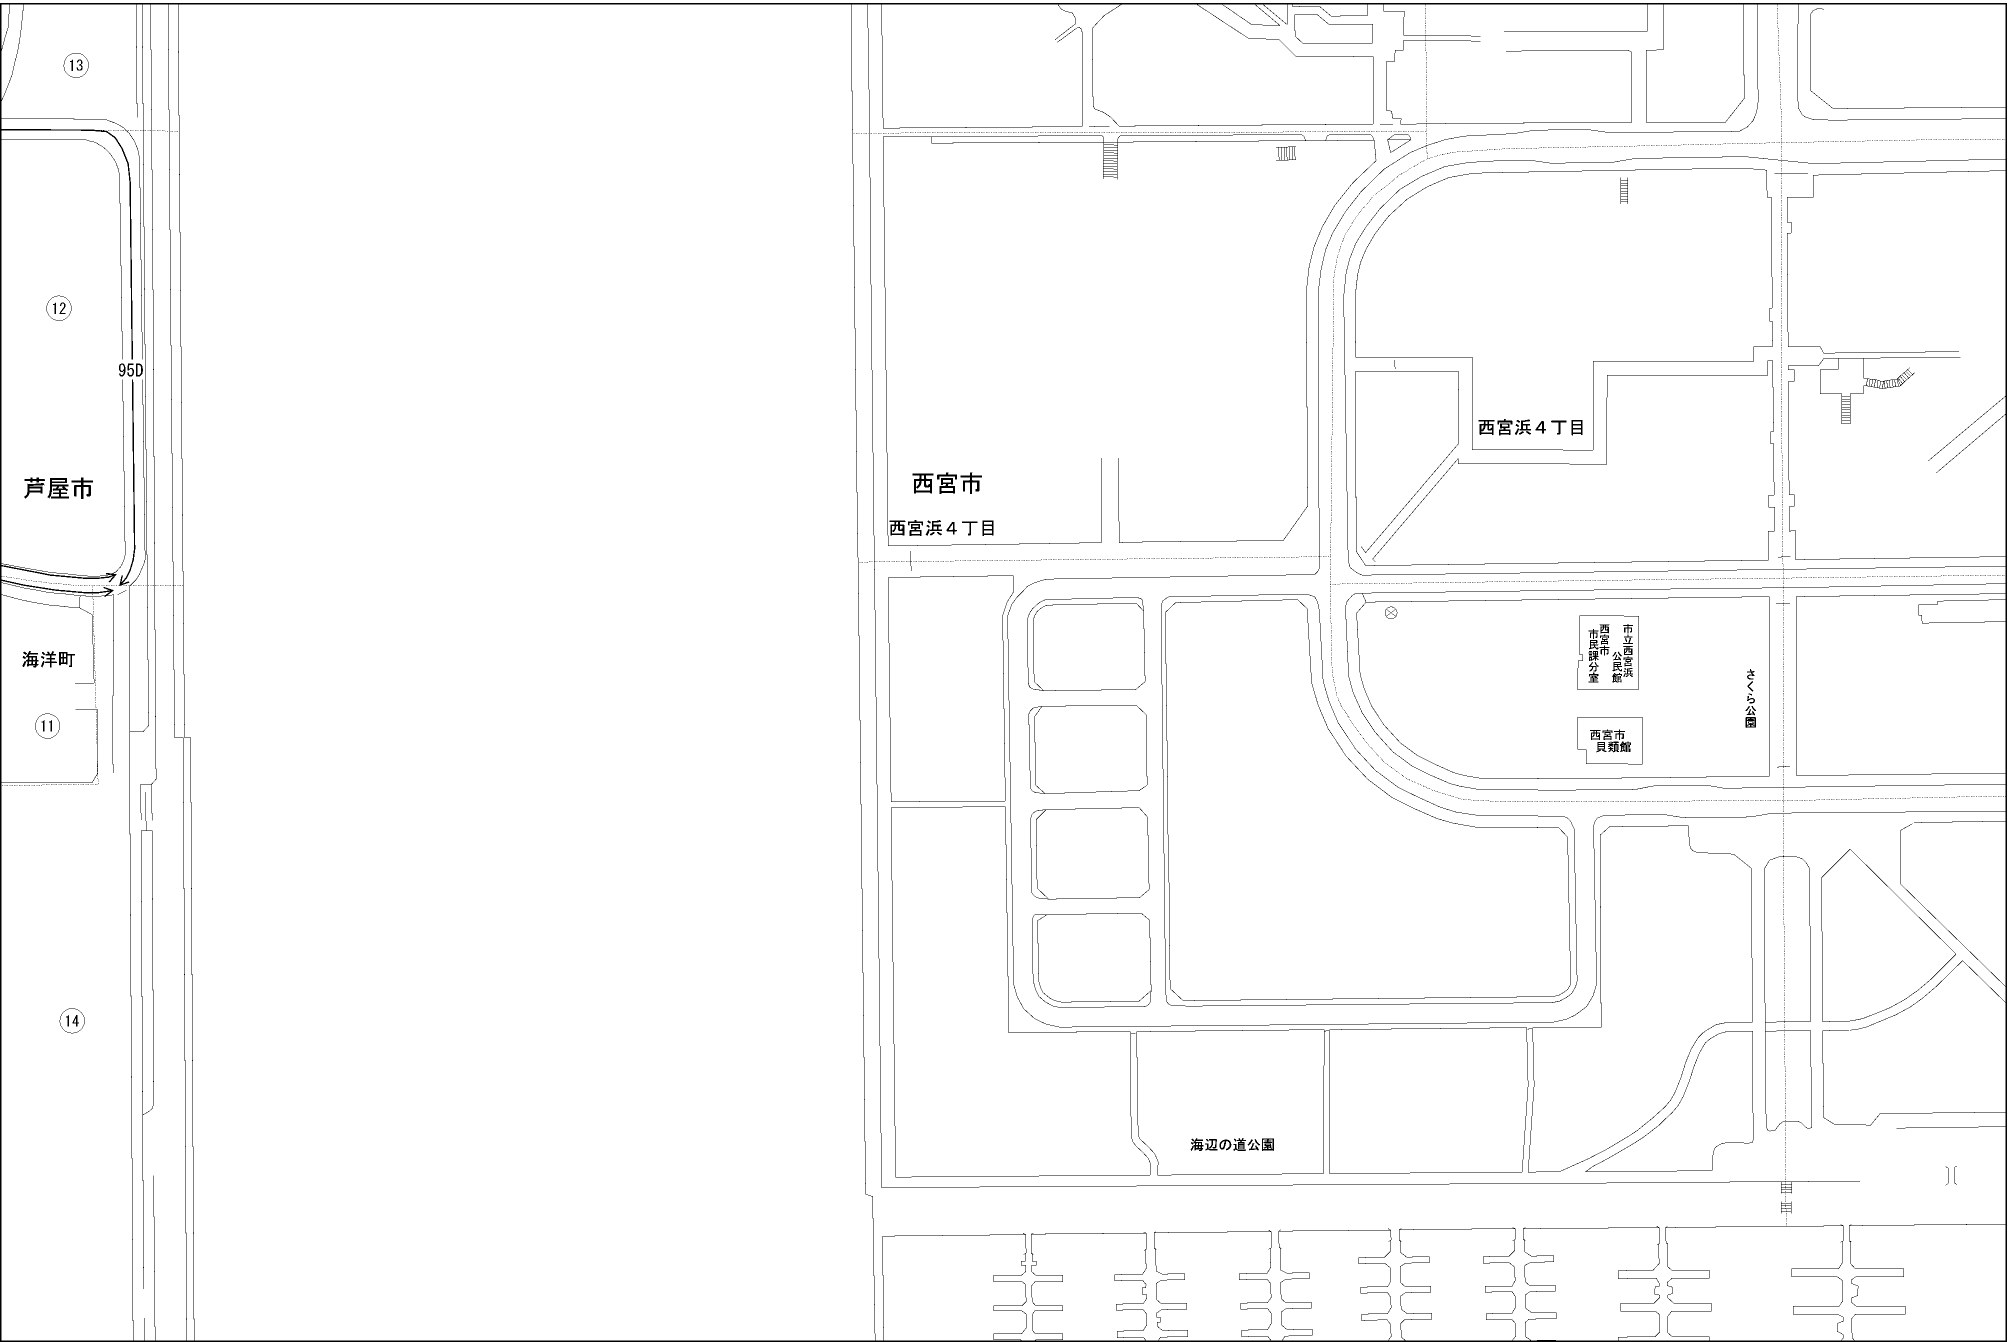 13
12
95D
芦屋市
海洋町
11
14
西宮市
西宮浜４丁目
西宮浜４丁目
市立西宮浜
公民館
西宮市
市民課分室
西宮市
貝類館
さくら公園
海辺の道公園